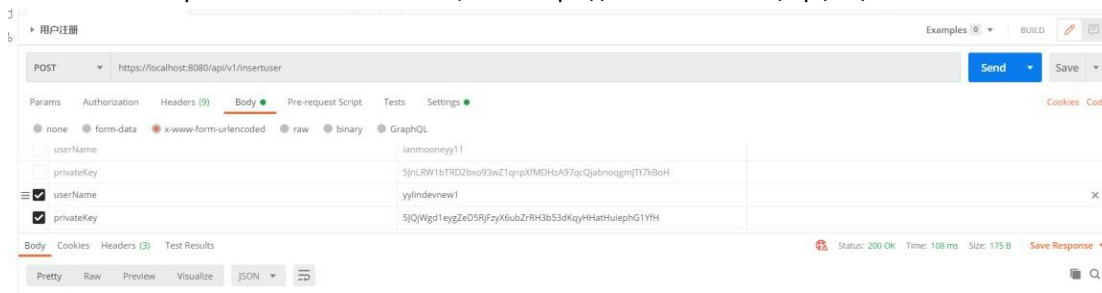 用户注册
Examples 0 BUILD
POST https://localhost:8080/api/v1/insertuser Send Save
Params Authorization Headers (9) Body Pre-request Script Tests Settings Cookies Cod
none form-data x-www-form-urlencoded raw binary GraphQL
userName lanmooneyy11
privateKey
userName yylindevnew1
privateKey
Body Cookies Headers (3) Test Results Status: 200 OK Time: 108 ms Size: 175 B Save Response
Pretty Raw Preview Visualize JSON